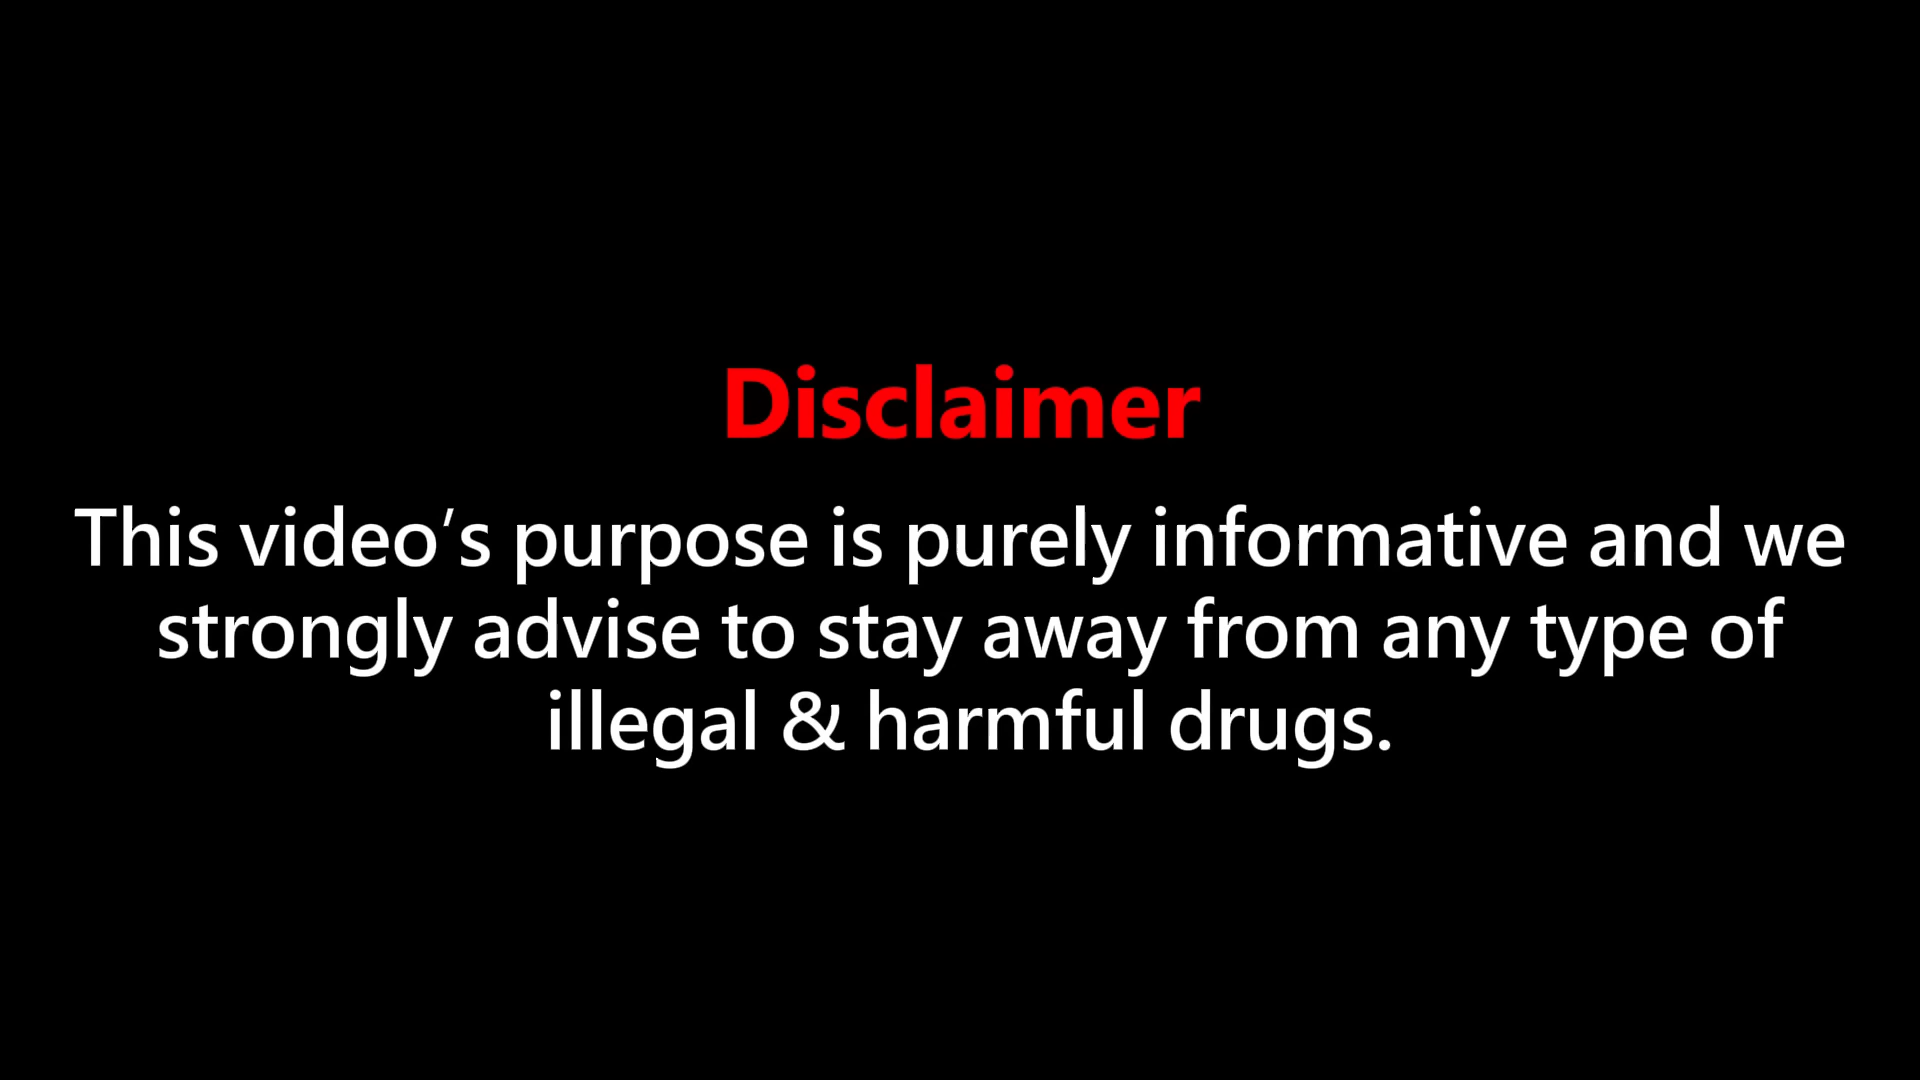 Disclaimer
This video’s purpose is purely informative and we
strongly advise to stay away from any type of
illegal & harmful drugs.